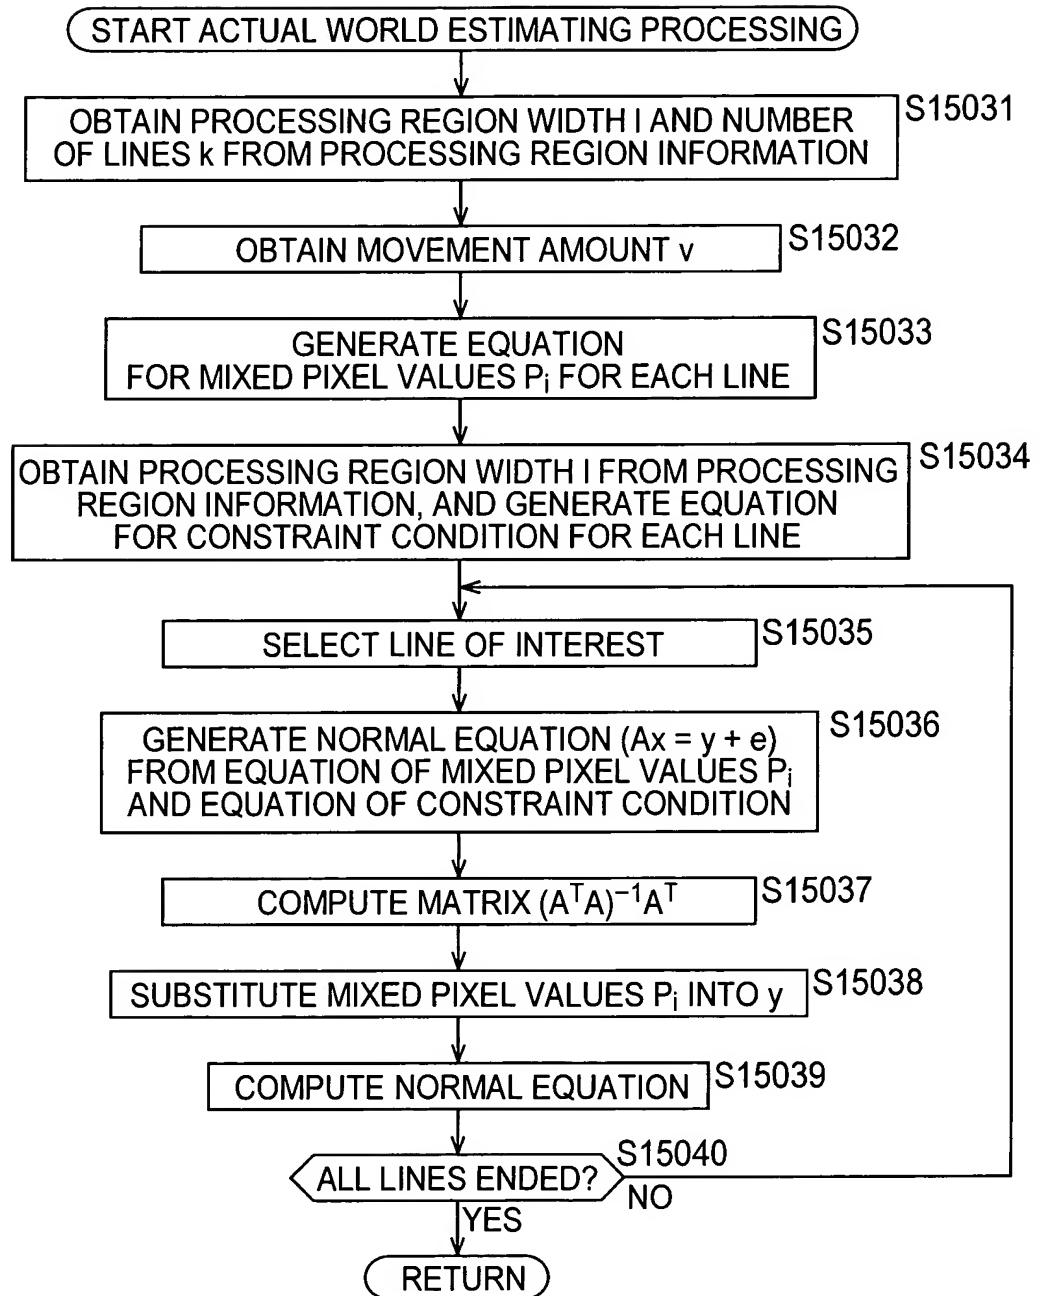 START ACTUAL WORLD ESTIMATING PROCESSING
S15031
OBTAIN PROCESSING REGION WIDTH l AND NUMBER
OF LINES k FROM PROCESSING REGION INFORMATION
S15032
OBTAIN MOVEMENT AMOUNT v
S15033
GENERATE EQUATION
FOR MIXED PIXEL VALUES Pi FOR EACH LINE
S15034
OBTAIN PROCESSING REGION WIDTH l FROM PROCESSING
REGION INFORMATION, AND GENERATE EQUATION
FOR CONSTRAINT CONDITION FOR EACH LINE
S15035
SELECT LINE OF INTEREST
S15036
GENERATE NORMAL EQUATION (Ax = y + e)
FROM EQUATION OF MIXED PIXEL VALUES Pi
AND EQUATION OF CONSTRAINT CONDITION
S15037
COMPUTE MATRIX (AᵀA)⁻¹Aᵀ
S15038
SUBSTITUTE MIXED PIXEL VALUES Pi INTO y
S15039
COMPUTE NORMAL EQUATION
S15040
ALL LINES ENDED?
NO
YES
RETURN